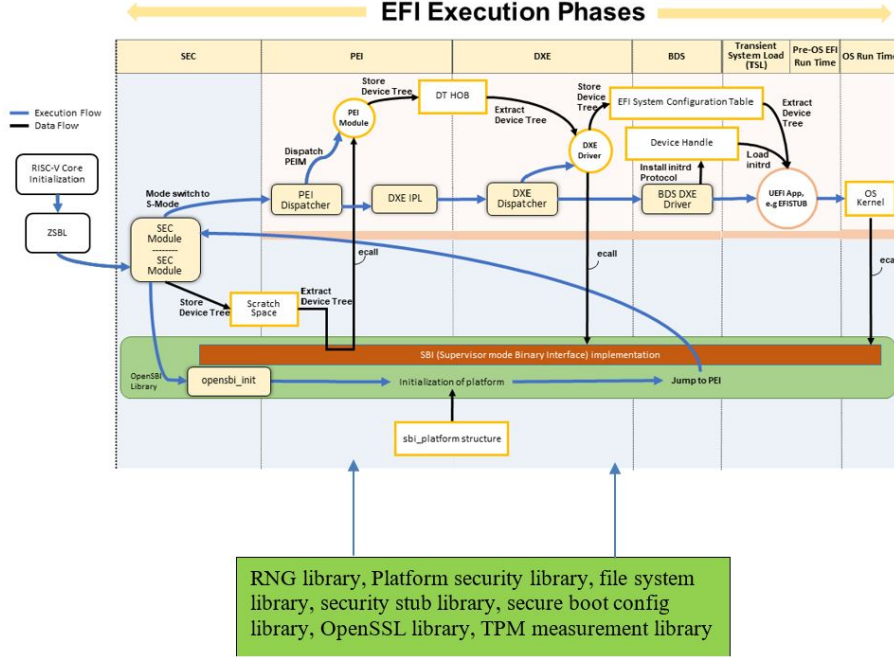 EFI Execution Phases
SEC
PEI
DXE
BDS
Transient
System Load
(TSL)
Pre-OS EFI
Run Time
OS Run Time
Execution Flow
Data Flow
RISC-V Core
Initialization
ZSBL
Mode switch to
S-Mode
SEC
Module
--------
SEC
Module
Store
Device Tree
Scratch
Space
Extract
Device Tree
Dispatch
PEIM
PEI
Dispatcher
PEI
Module
Store
Device Tree
DT HOB
Extract
Device Tree
DXE IPL
DXE
Dispatcher
DXE
Driver
Store
Device
Tree
EFI System Configuration Table
Extract
Device
Tree
Device Handle
Load
initrd
Install initrd
Protocol
BDS DXE
Driver
UEFI App,
e.g EFISTUB
OS
Kernel
ecall
ecall
eca
SBI (Supervisor mode Binary Interface) implementation
OpenSBI
Library
opensbi_init
Initialization of platform
Jump to PEI
sbi_platform structure
RNG library, Platform security library, file system
library, security stub library, secure boot config
library, OpenSSL library, TPM measurement library